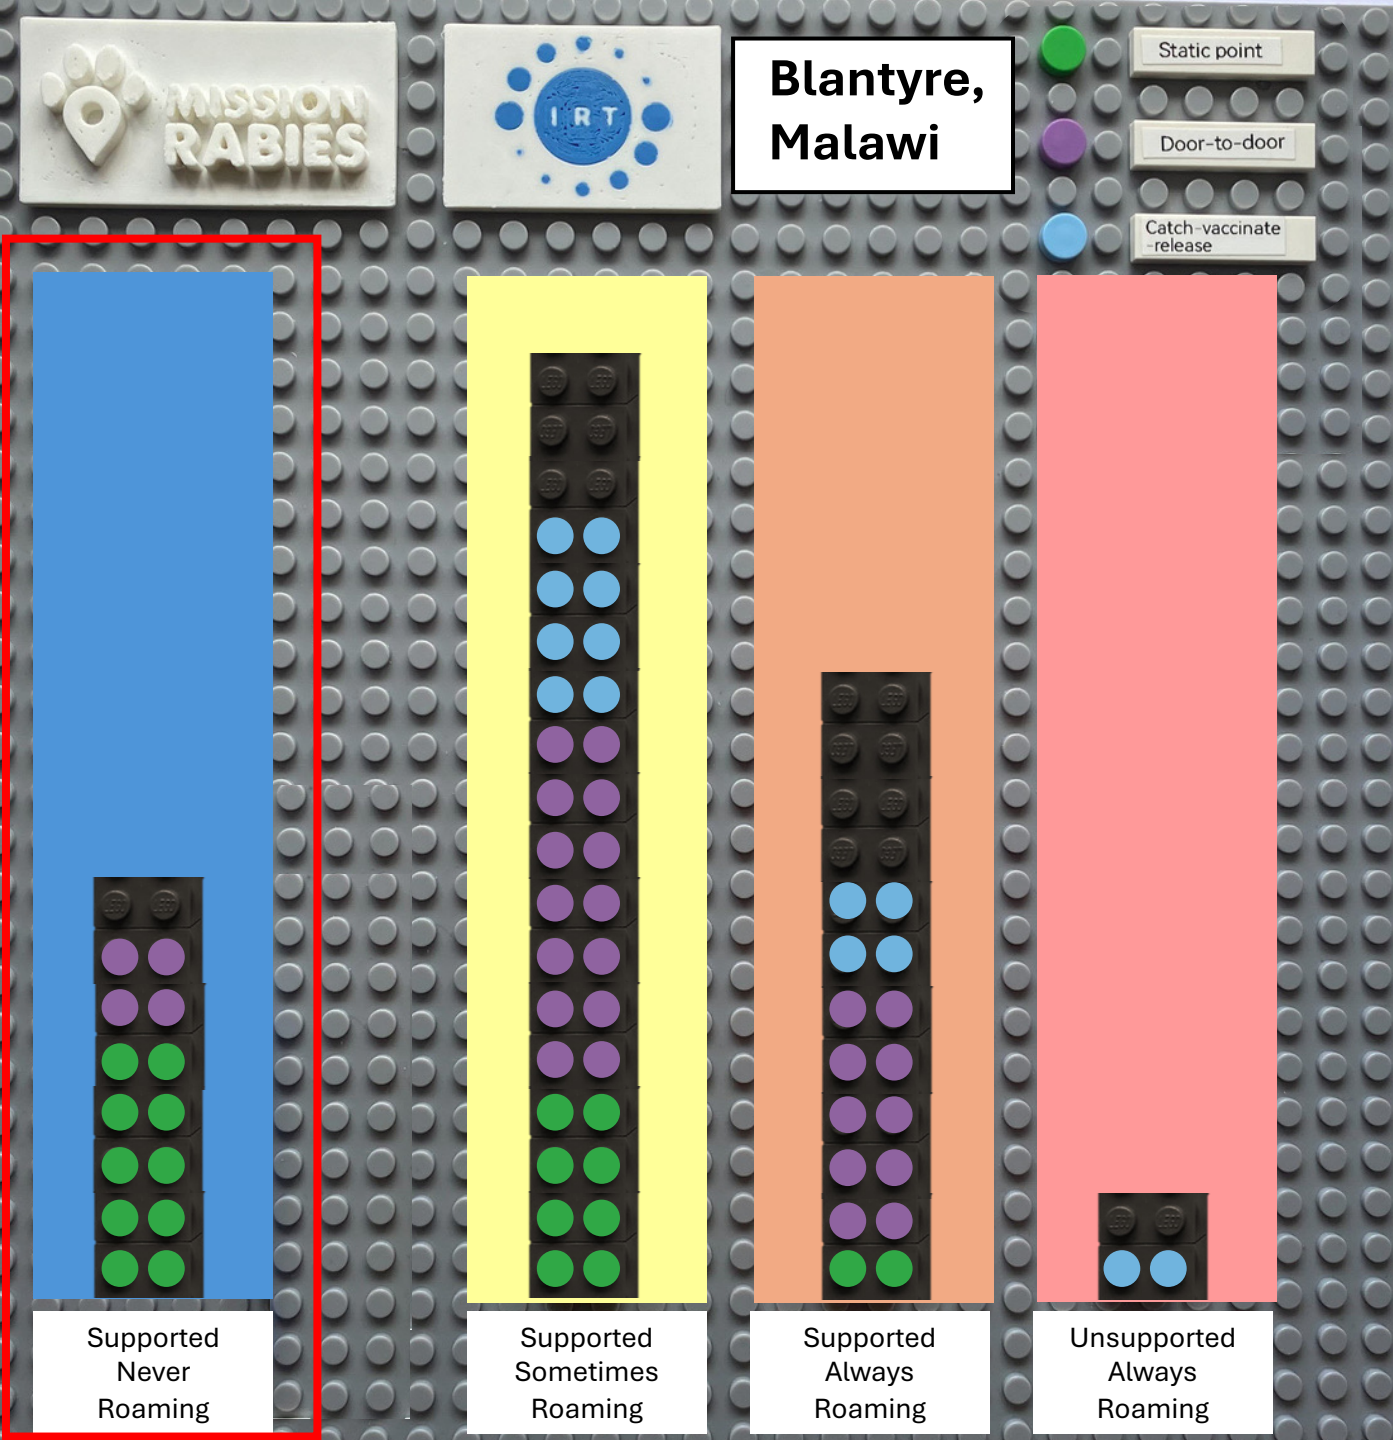 MISSION
RABIES
IRT
Blantyre,
Malawi
Static point
Door-to-door
Catch-vaccinate
-release
Supported
Never
Roaming
Supported
Sometimes
Roaming
Supported
Always
Roaming
Unsupported
Always
Roaming